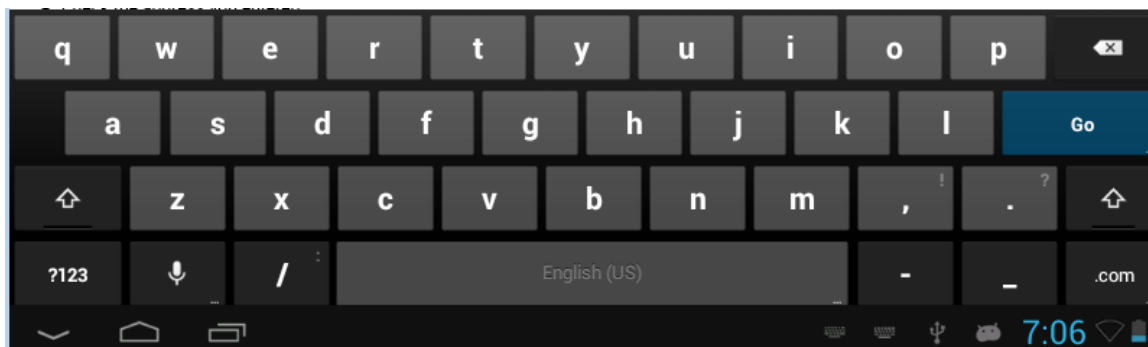 q w e r t y u i o p
a s d f g h j k l Go
z x c v b n m , ! . ?
?123 / : English (US) - _ .com
7:06